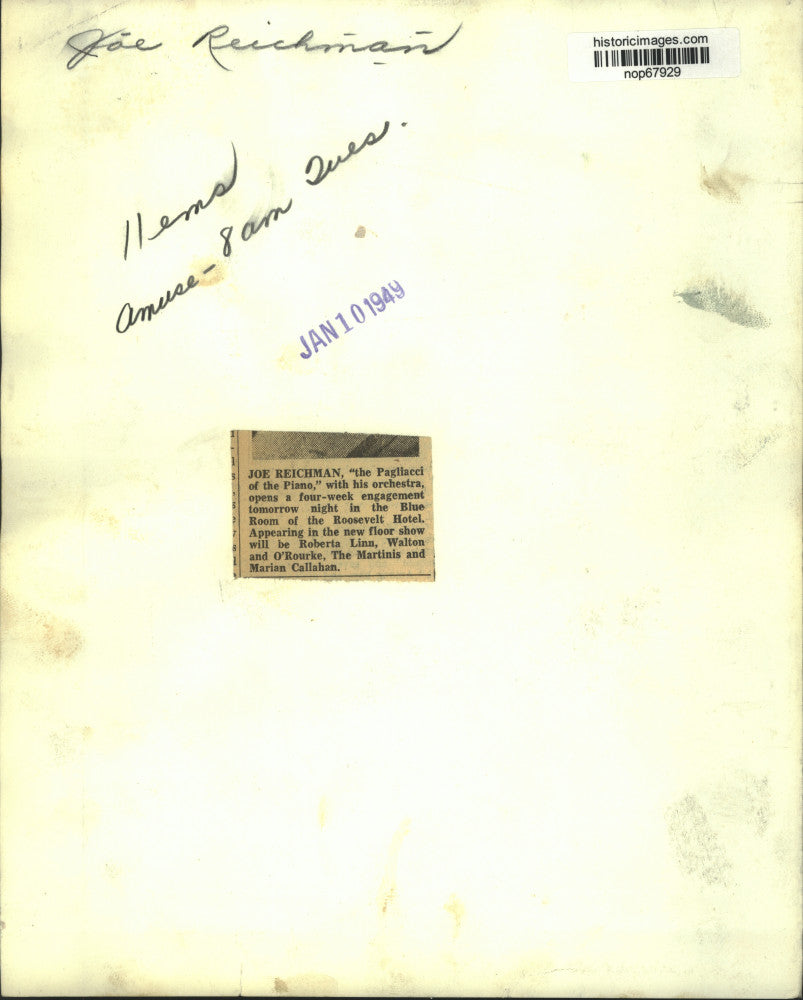 Joe Reichman
historicimages.com
nop67929
11 ems
amuse - 8 am Tues.
JAN 10 1949
JOE REICHMAN, "the Pagliacci
of the Piano," with his orchestra,
opens a four-week engagement
tomorrow night in the Blue
Room of the Roosevelt Hotel.
Appearing in the new floor show
will be Roberta Linn, Walton
and O'Rourke, The Martinis and
Marian Callahan.